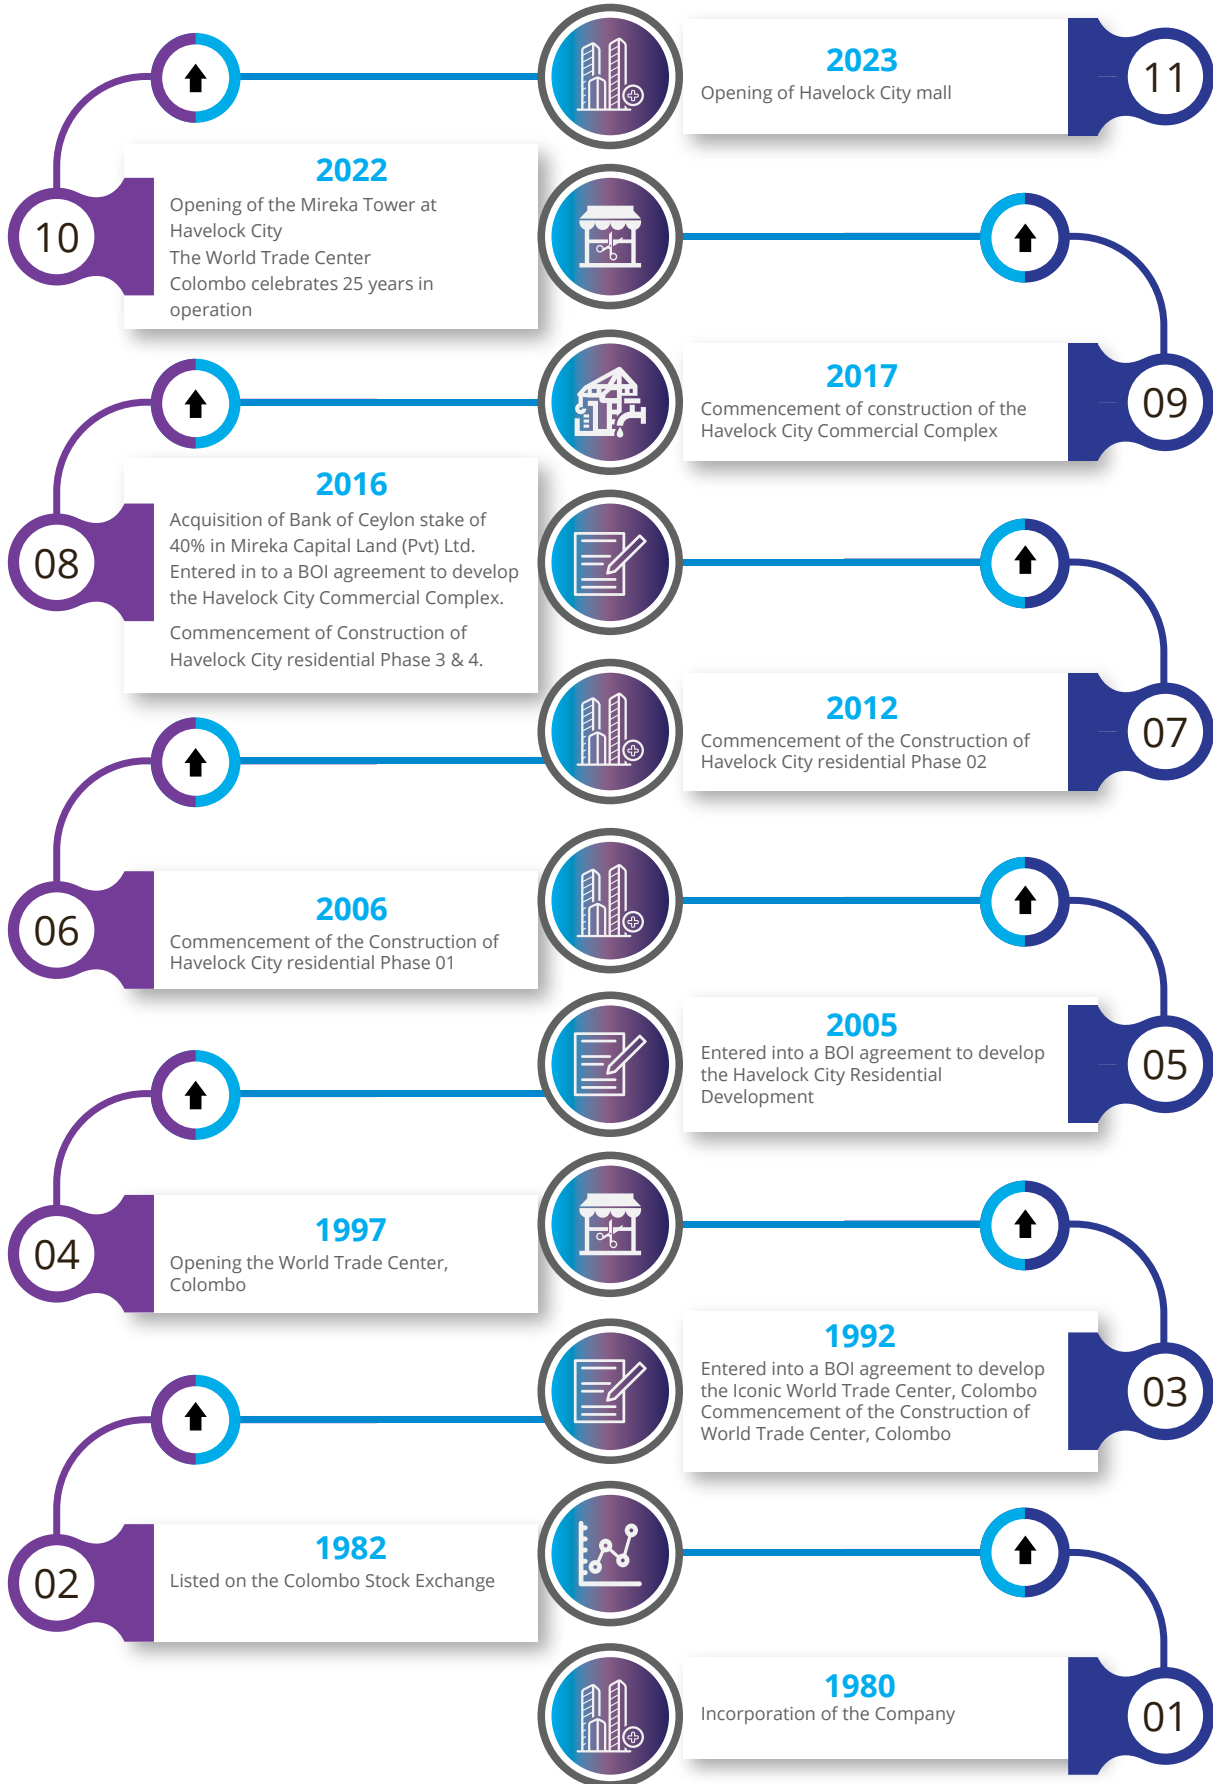 2023
Opening of Havelock City mall
11
2022
Opening of the Mireka Tower at
Havelock City
The World Trade Center
Colombo celebrates 25 years in
operation
10
2017
Commencement of construction of the
Havelock City Commercial Complex
09
2016
Acquisition of Bank of Ceylon stake of
40% in Mireka Capital Land (Pvt) Ltd.
Entered in to a BOI agreement to develop
the Havelock City Commercial Complex.
Commencement of Construction of
Havelock City residential Phase 3 & 4.
08
2012
Commencement of the Construction of
Havelock City residential Phase 02
07
2006
Commencement of the Construction of
Havelock City residential Phase 01
06
2005
Entered into a BOI agreement to develop
the Havelock City Residential
Development
05
1997
Opening the World Trade Center,
Colombo
04
1992
Entered into a BOI agreement to develop
the Iconic World Trade Center, Colombo
Commencement of the Construction of
World Trade Center, Colombo
03
1982
Listed on the Colombo Stock Exchange
02
1980
Incorporation of the Company
01